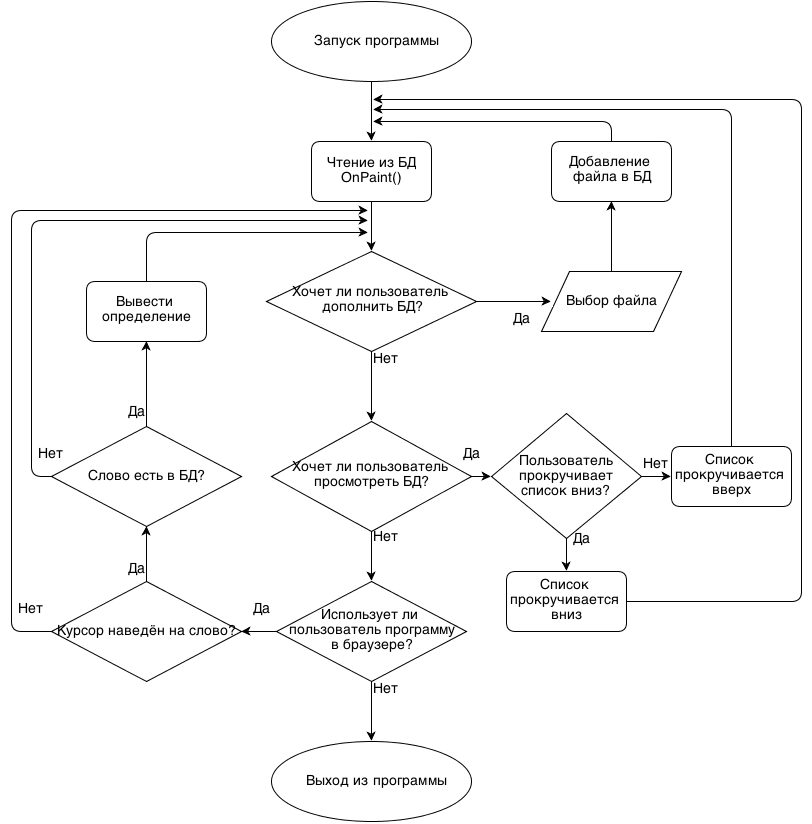 Запуск программы
Чтение из БД
OnPaint()
Добавление
файла в БД
Хочет ли пользователь
дополнить БД?
Да
Выбор файла
Нет
Вывести
определение
Да
Нет
Слово есть в БД?
Хочет ли пользователь
просмотреть БД?
Да
Пользователь
прокручивает
список вниз?
Нет
Список
прокручивается
вверх
Нет
Да
Да
Список
прокручивается
вниз
Нет
Курсор наведён на слово?
Да
Использует ли
пользователь программу
в браузере?
Нет
Выход из программы